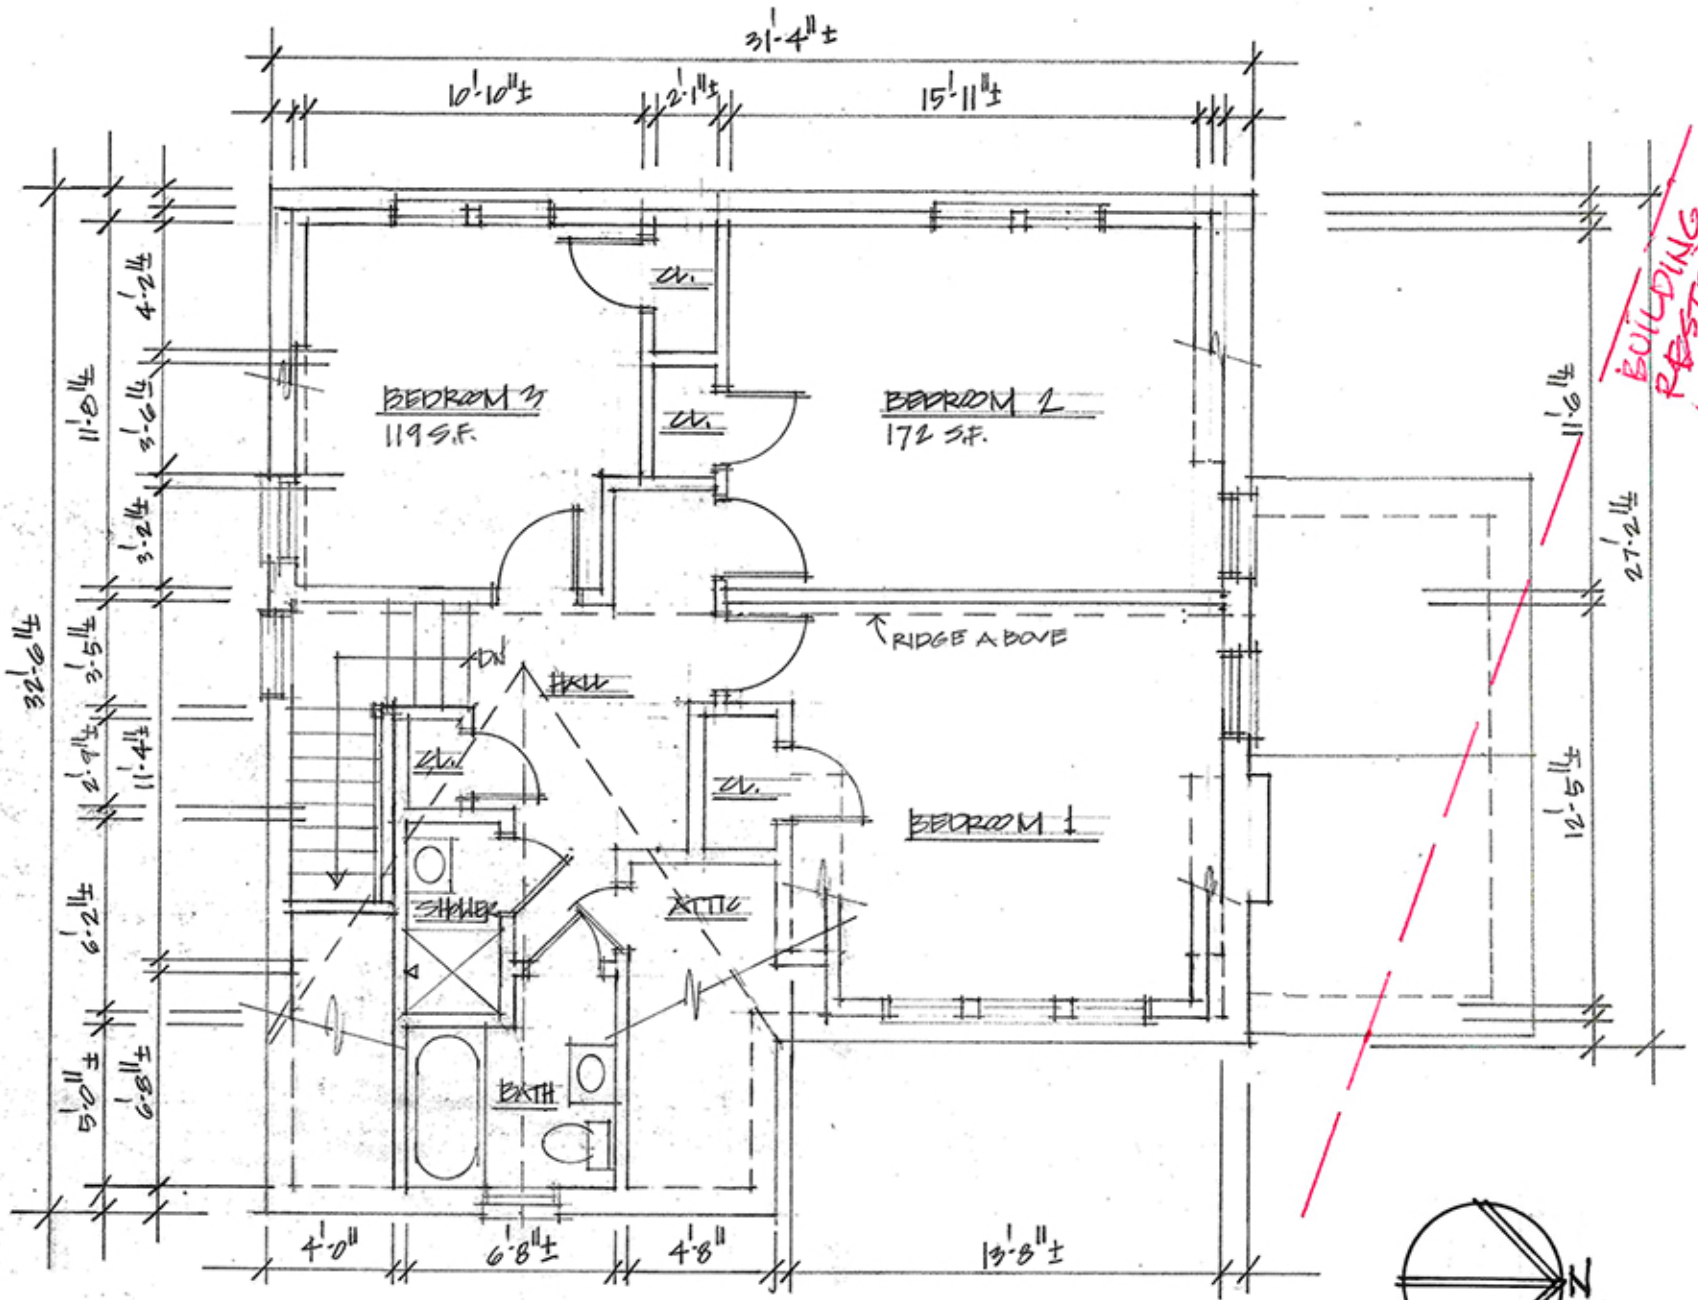 31'-4"±
10'-10"±
2'-1"±
15'-11"±
4'-2"±
11'-8"±
3'-6"±
3'-2"±
32'-6"±
3'-5"±
2'-9"±
11'-4"±
6'-2"±
5'-0"±
6'-8"±
CL.
BEDROOM 3
119 S.F.
CL.
BEDROOM 2
172 S.F.
RIDGE ABOVE
DN
HALL
CL.
CL.
BEDROOM 1
SHOWER
ATTIC
BATH
BUILDING
11'-6"±
27'-2"±
12'-5"±
4'-0"
6'-8"±
4'-8"
13'-8"±
N